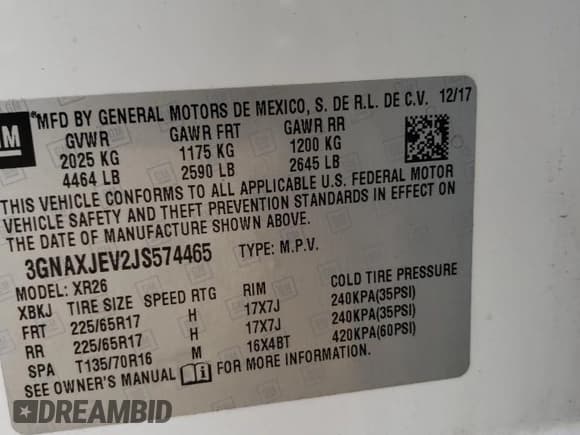 GM
*MFD BY GENERAL MOTORS DE MEXICO, S. DE R.L. DE C.V. 12/17
GVWR GAWR FRT GAWR RR
2025 KG 1175 KG 1200 KG
4464 LB 2590 LB 2645 LB
THIS VEHICLE CONFORMS TO ALL APPLICABLE U.S. FEDERAL MOTOR
VEHICLE SAFETY AND THEFT PREVENTION STANDARDS IN EFFECT ON
THE DATE OF MANUFACTURE SHOWN ABOVE.
3GNAXJEV2JS574465 TYPE: M.P.V.
MODEL: XR26
XBKJ TIRE SIZE SPEED RTG RIM COLD TIRE PRESSURE
FRT 225/65R17 H 17X7J 240KPA(35PSI)
RR 225/65R17 H 17X7J 240KPA(35PSI)
SPA T135/70R16 M 16X4BT 420KPA(60PSI)
SEE OWNER'S MANUAL FOR MORE INFORMATION.
DREAMBID